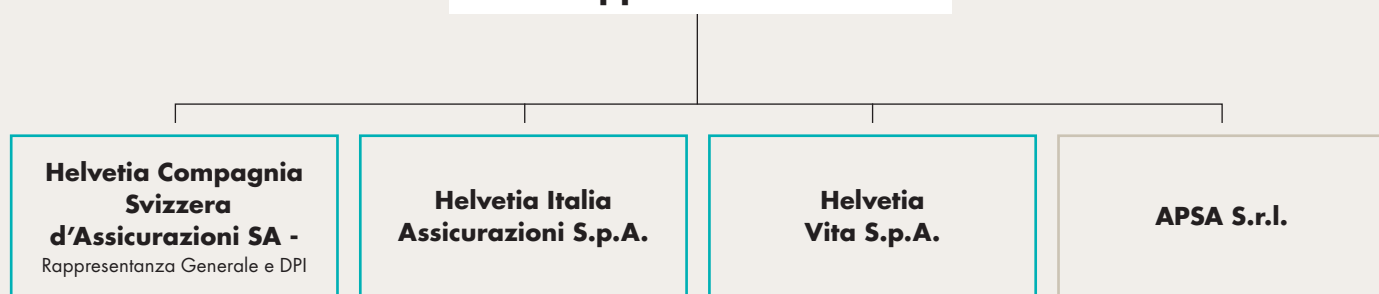 Helvetia Compagnia
Svizzera
d’Assicurazioni SA -
Rappresentanza Generale e DPI
Helvetia Italia
Assicurazioni S.p.A.
Helvetia
Vita S.p.A.
APSA S.r.l.